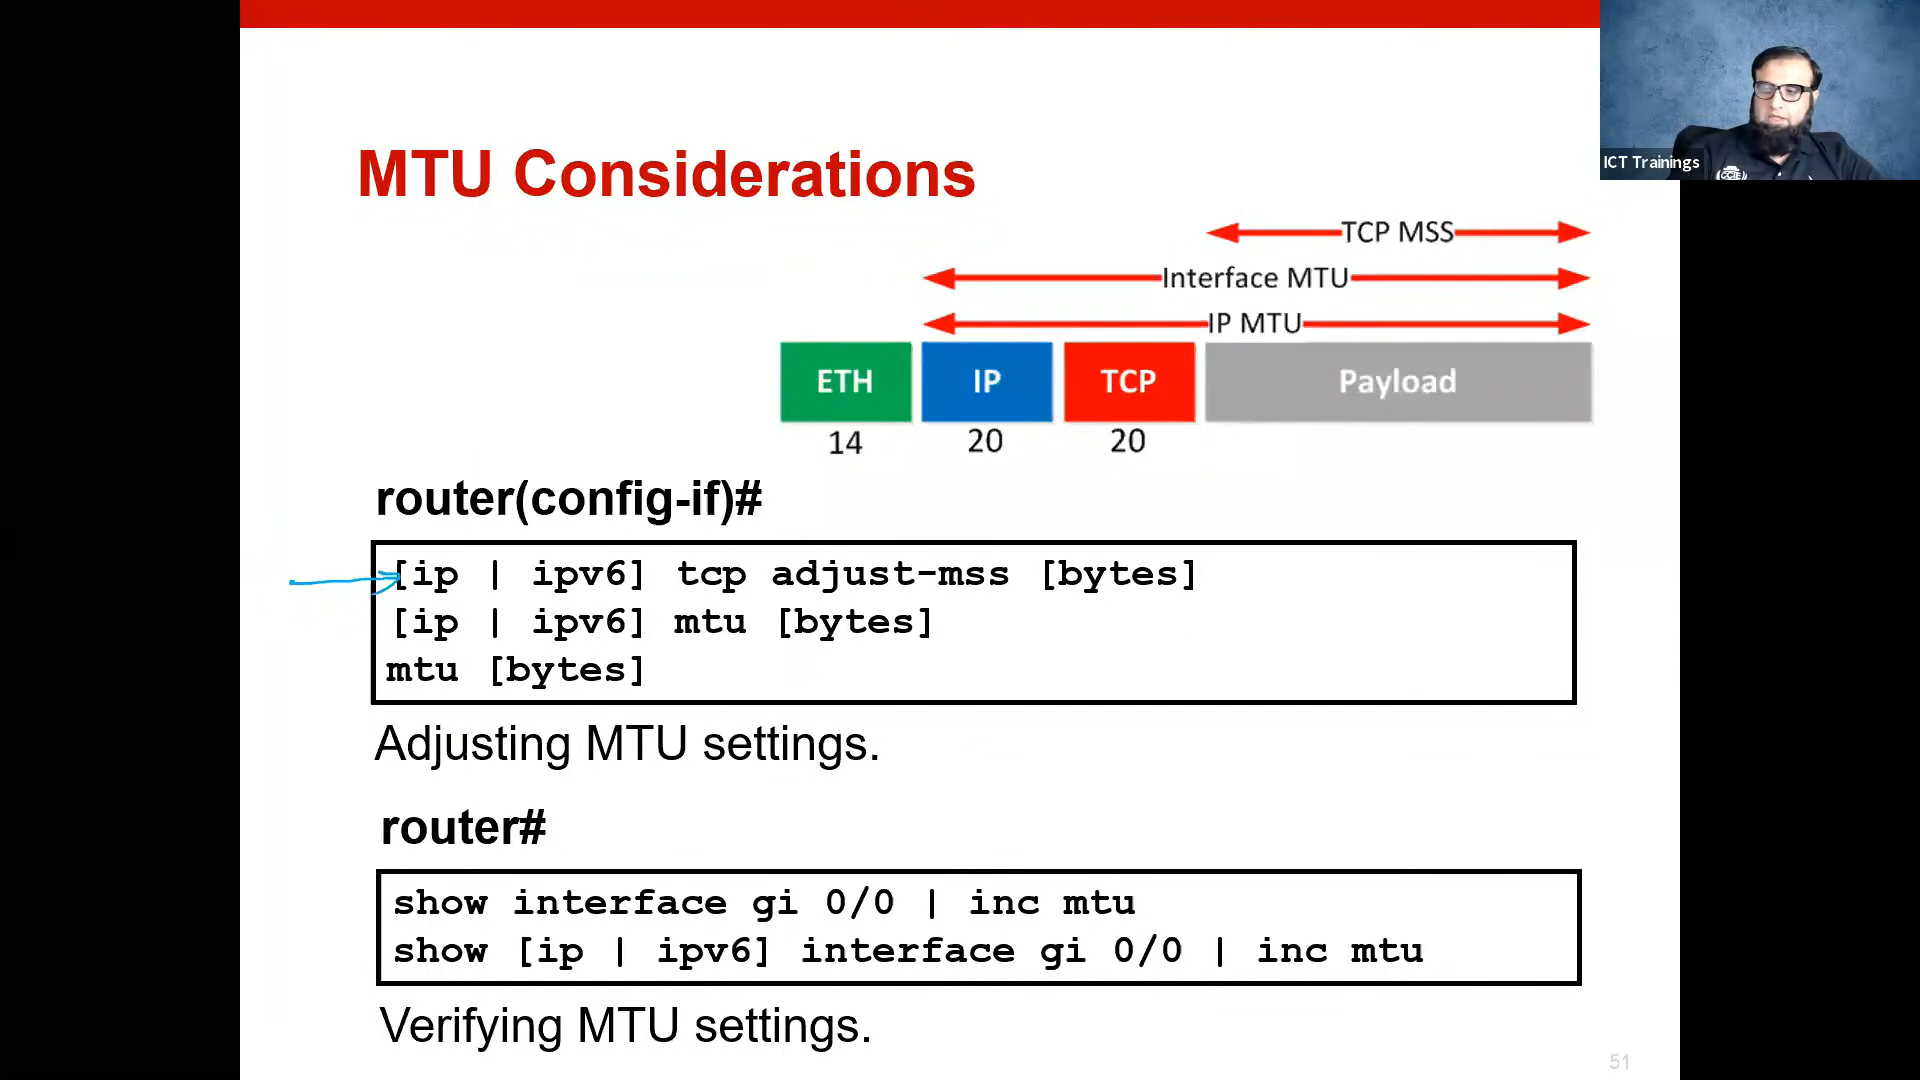 MTU Considerations
ICT Trainings
CCIE
TCP MSS
Interface MTU
IP MTU
ETH
IP
TCP
Payload
14
20
20
router(config-if)#
[ip | ipv6] tcp adjust-mss [bytes]
[ip | ipv6] mtu [bytes]
mtu [bytes]
Adjusting MTU settings.
router#
show interface gi 0/0 | inc mtu
show [ip | ipv6] interface gi 0/0 | inc mtu
Verifying MTU settings.
51